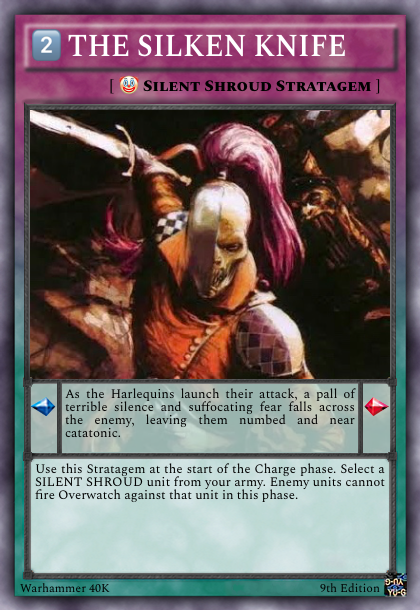 2 THE SILKEN KNIFE
[ 🤡 SILENT SHROUD STRATAGEM ]
As the Harlequins launch their attack, a pall of
terrible silence and suffocating fear falls across
the enemy, leaving them numbed and near
catatonic.
Use this Stratagem at the start of the Charge phase. Select a
SILENT SHROUD unit from your army. Enemy units cannot
fire Overwatch against that unit in this phase.
Warhammer 40K 9th Edition